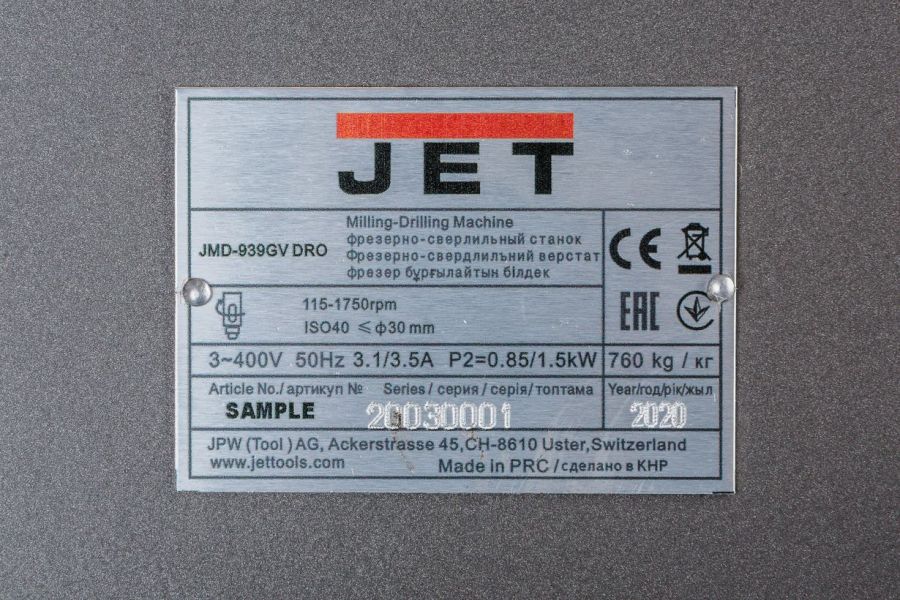 JET
JMD-939GV DRO
Milling-Drilling Machine
фрезерно-сверлильный станок
Фрезерно-свердлильний верстат
фрезер бұрғылайтын білдек
CE
EAC
115-1750rpm
ISO40 ≤ φ30 mm
3~400V 50Hz 3.1/3.5A P2=0.85/1.5kW
760 kg / кг
Article No./ артикул №
SAMPLE
Series / серия / серія/ топтама
20030001
Year/год/рік/жыл
2020
JPW (Tool) AG, Ackerstrasse 45,CH-8610 Uster,Switzerland
www.jettools.com
Made in PRC / сделано в КНР